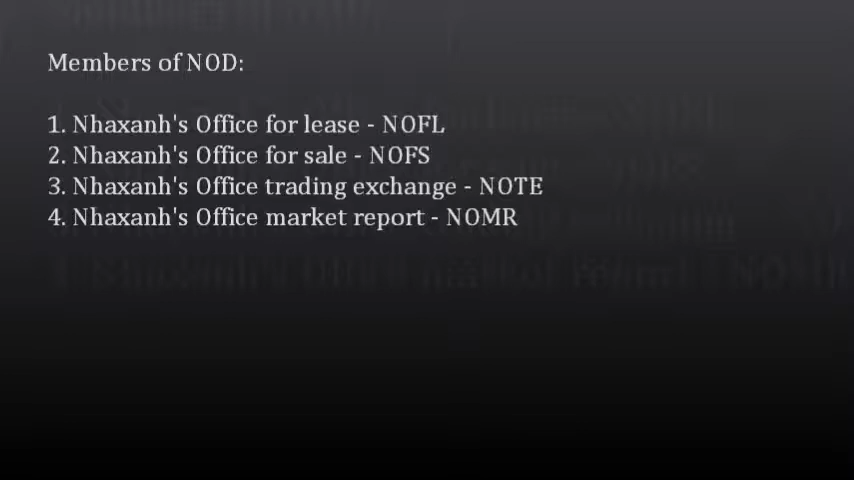 Members of NOD:
1. Nhaxanh's Office for lease - NOFL
2. Nhaxanh's Office for sale - NOFS
3. Nhaxanh's Office trading exchange - NOTE
4. Nhaxanh's Office market report - NOMR